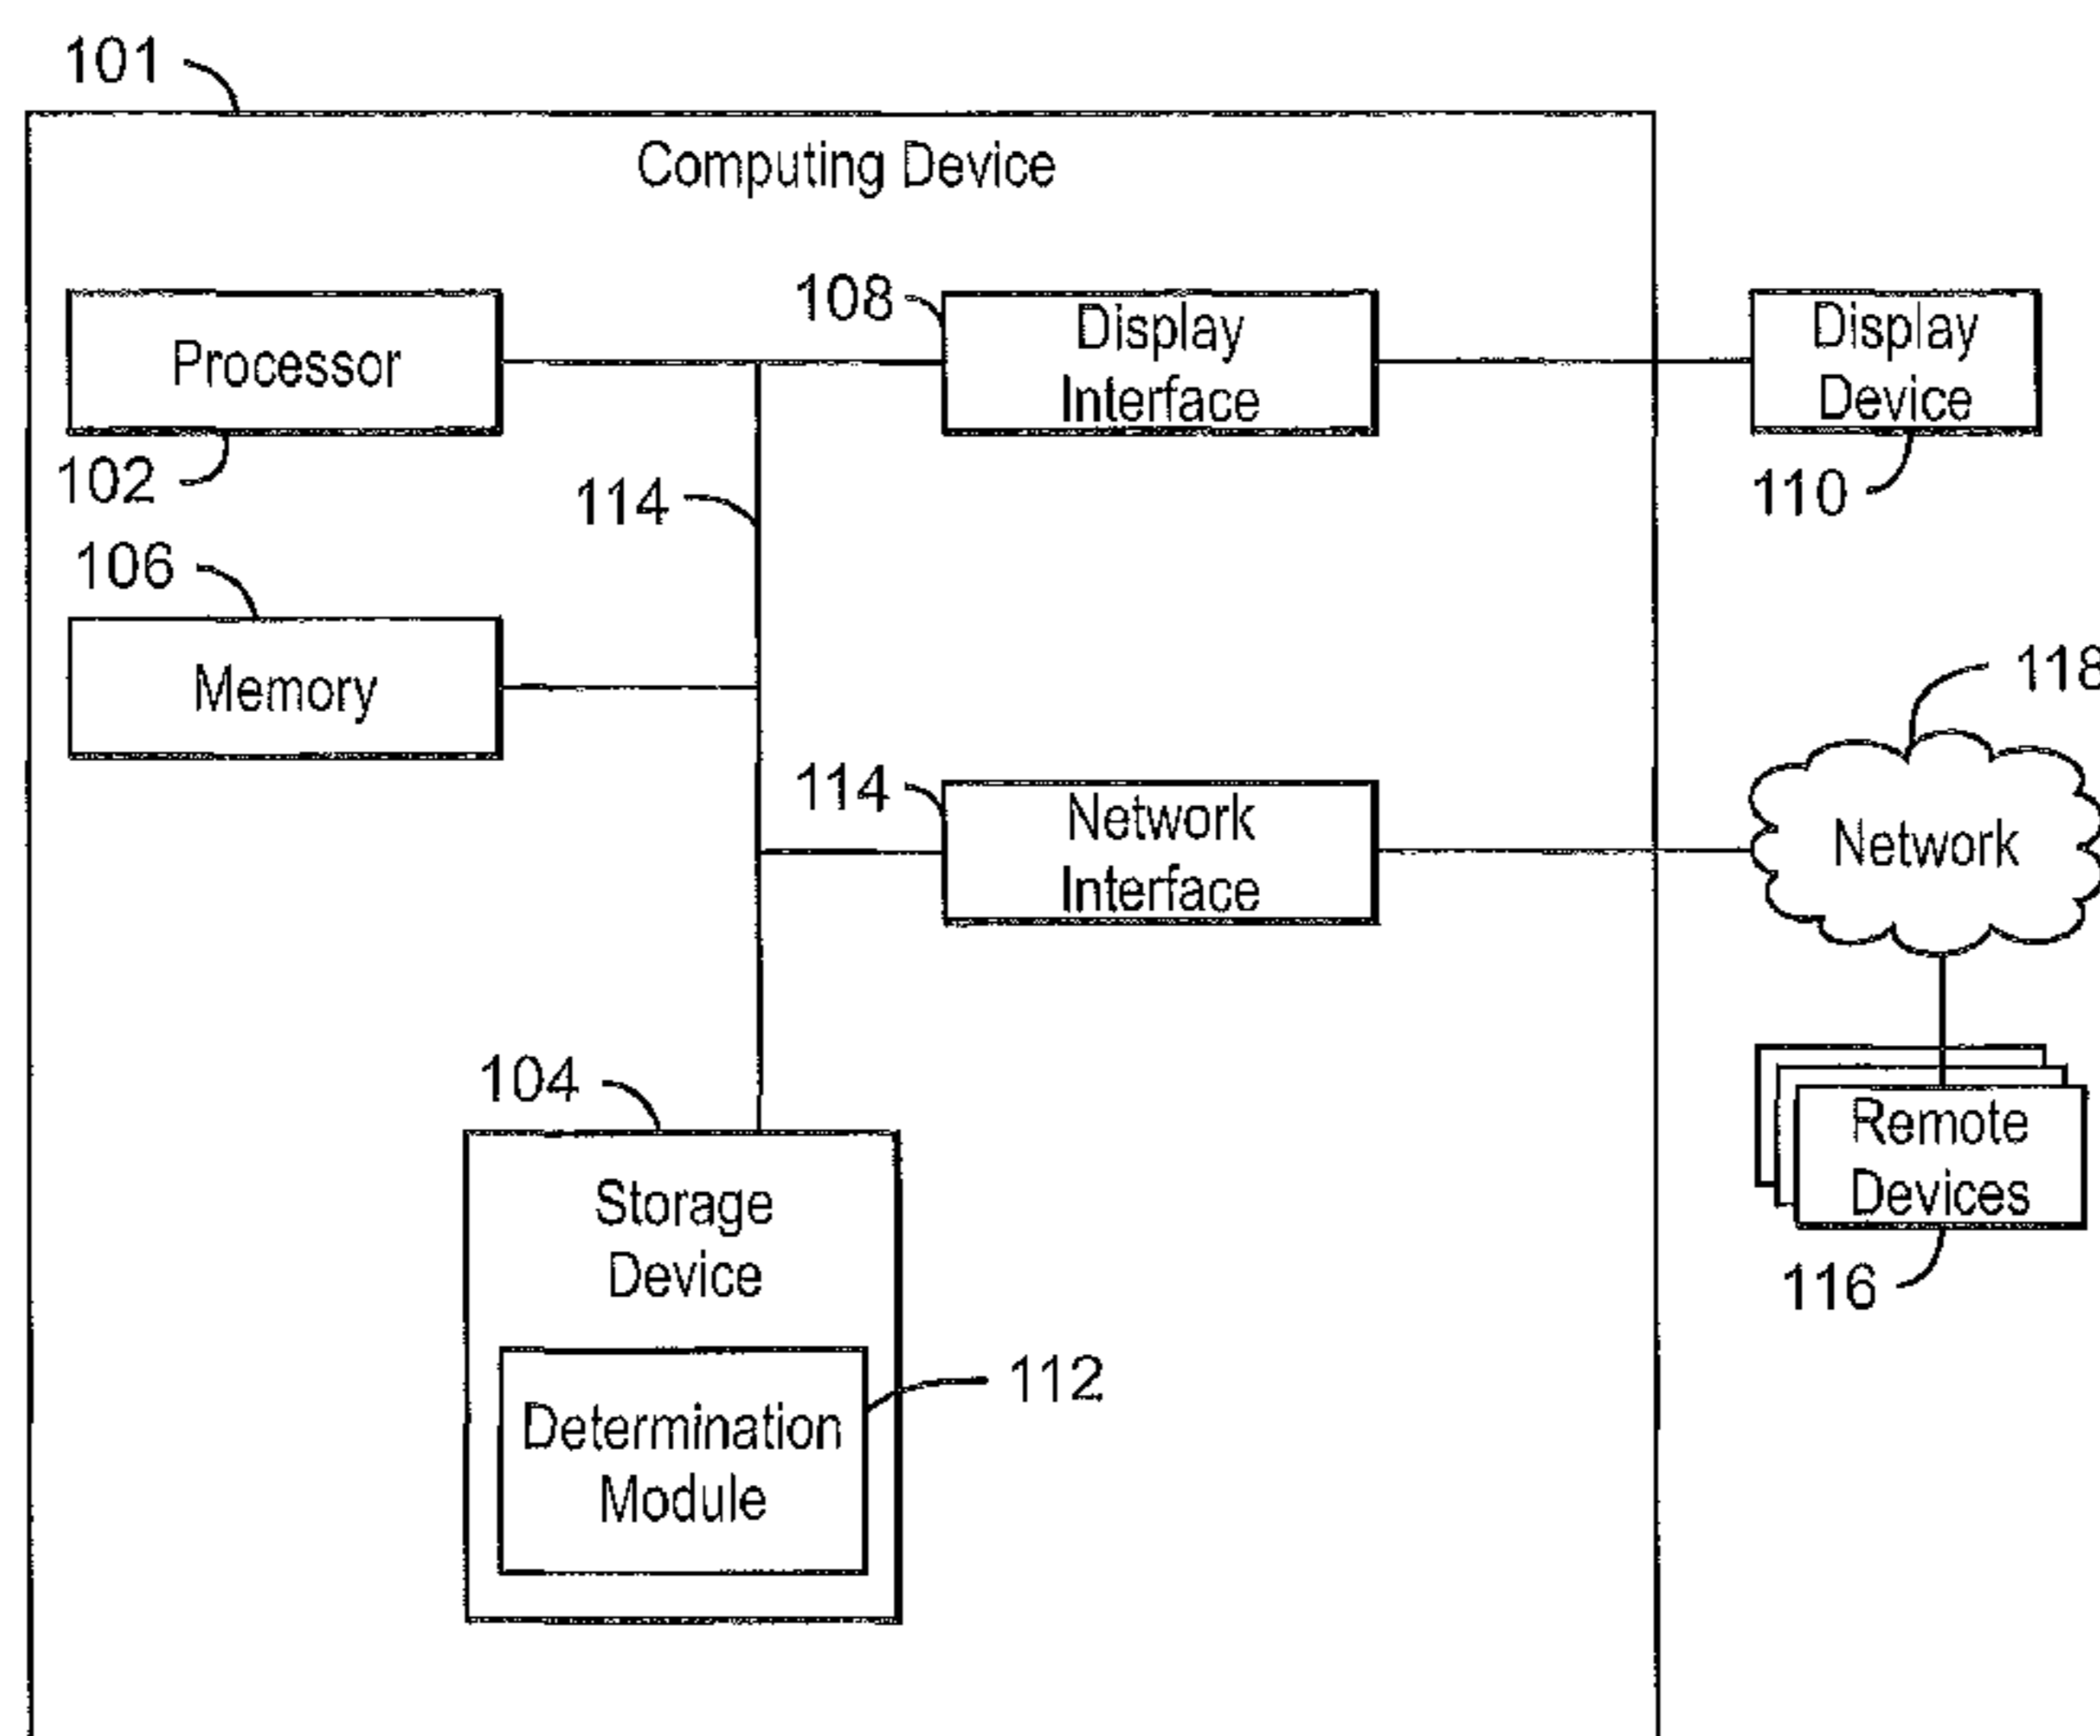 101
Computing Device
108
Processor
Display
Interface
Display
Device
102
114
110
106
Memory
118
114
Network
Interface
Network
104
Storage
Device
Remote
Devices
116
112
Determination
Module